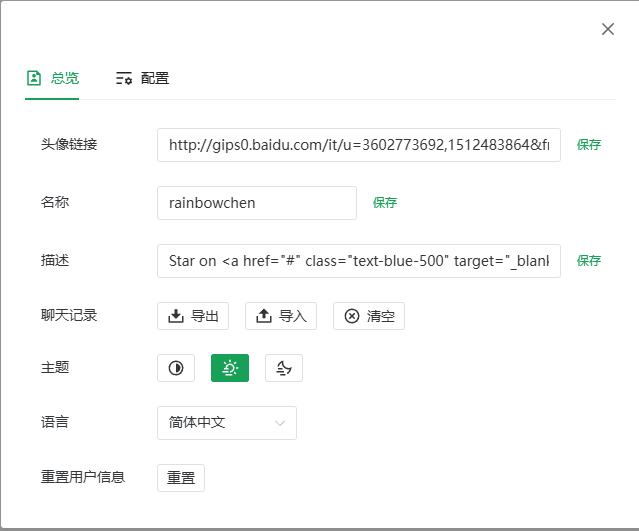 总览 配置
头像链接 http://gips0.baidu.com/it/u=3602773692,1512483864&fr 保存
名称 rainbowchen 保存
描述 Star on <a href="#" class="text-blue-500" target="_blank 保存
聊天记录 导出 导入 清空
主题
语言 简体中文
重置用户信息 重置